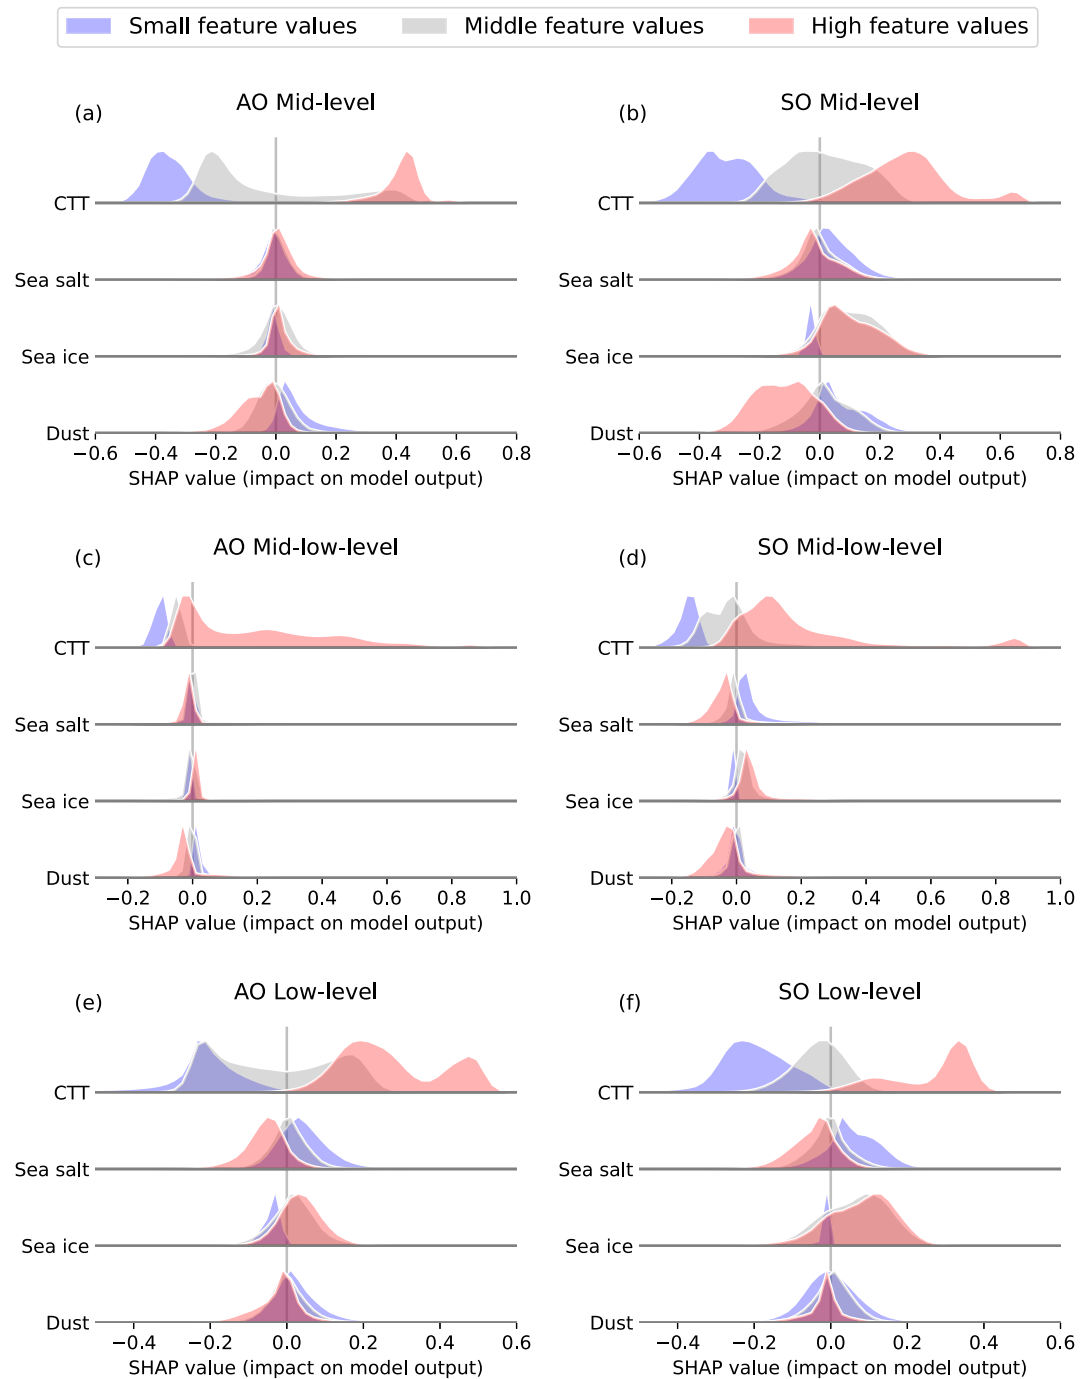 Small feature values Middle feature values High feature values
(a) AO Mid-level
CTT
Sea salt
Sea ice
Dust
−0.6 −0.4 −0.2 0.0 0.2 0.4 0.6 0.8
SHAP value (impact on model output)
(b) SO Mid-level
CTT
Sea salt
Sea ice
Dust
−0.6 −0.4 −0.2 0.0 0.2 0.4 0.6 0.8
SHAP value (impact on model output)
(c) AO Mid-low-level
CTT
Sea salt
Sea ice
Dust
−0.2 0.0 0.2 0.4 0.6 0.8 1.0
SHAP value (impact on model output)
(d) SO Mid-low-level
CTT
Sea salt
Sea ice
Dust
−0.2 0.0 0.2 0.4 0.6 0.8 1.0
SHAP value (impact on model output)
(e) AO Low-level
CTT
Sea salt
Sea ice
Dust
−0.4 −0.2 0.0 0.2 0.4 0.6
SHAP value (impact on model output)
(f) SO Low-level
CTT
Sea salt
Sea ice
Dust
−0.4 −0.2 0.0 0.2 0.4 0.6
SHAP value (impact on model output)